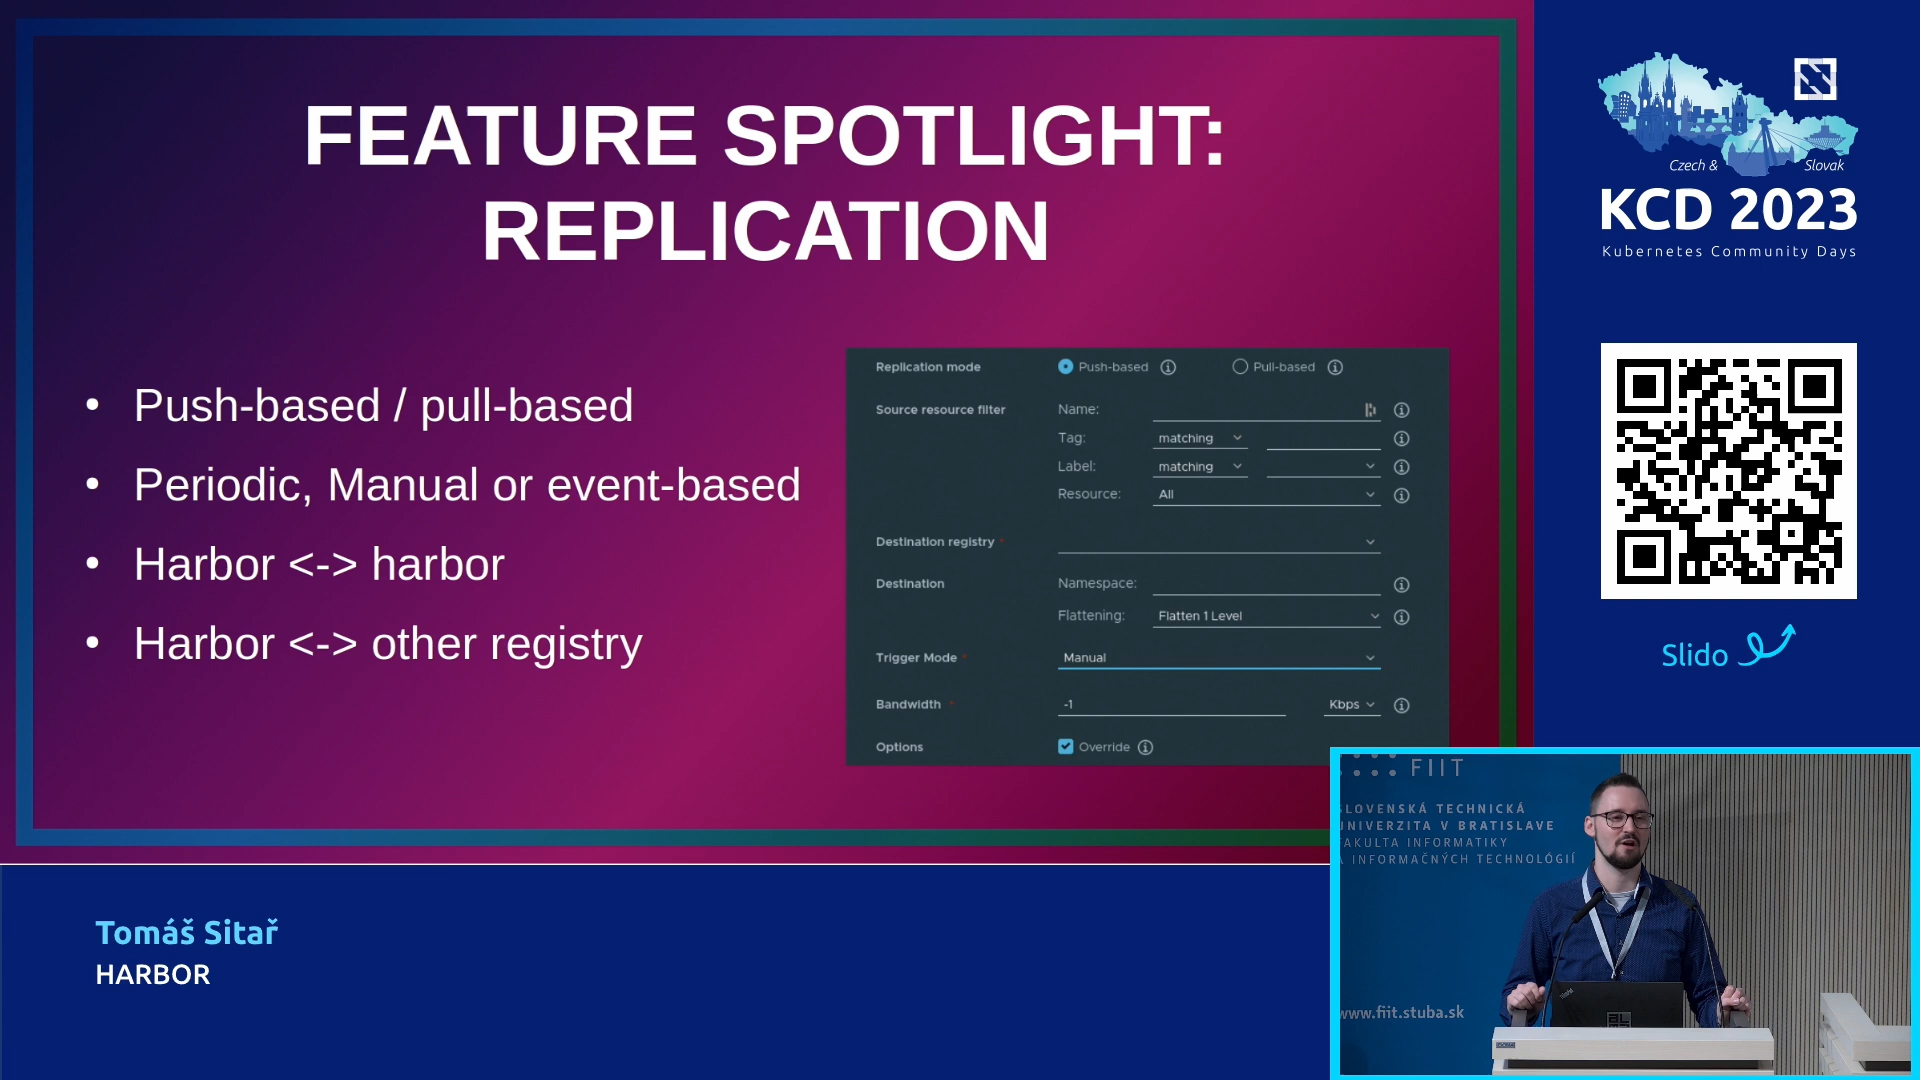 FEATURE SPOTLIGHT:
REPLICATION
• Push-based / pull-based
• Periodic, Manual or event-based
• Harbor <-> harbor
• Harbor <-> other registry
Replication mode Push-based Pull-based
Source resource filter Name:
Tag: matching
Label: matching
Resource: All
Destination registry *
Destination Namespace:
Flattening: Flatten 1 Level
Trigger Mode * Manual
Bandwidth * -1 Kbps
Options Override
Czech & Slovak
KCD 2023
Kubernetes Community Days
Slido
FIIT
SLOVENSKÁ TECHNICKÁ
UNIVERZITA V BRATISLAVE
FAKULTA INFORMATIKY
A INFORMAČNÝCH TECHNOLÓGIÍ
www.fiit.stuba.sk
Tomáš Sitař
HARBOR